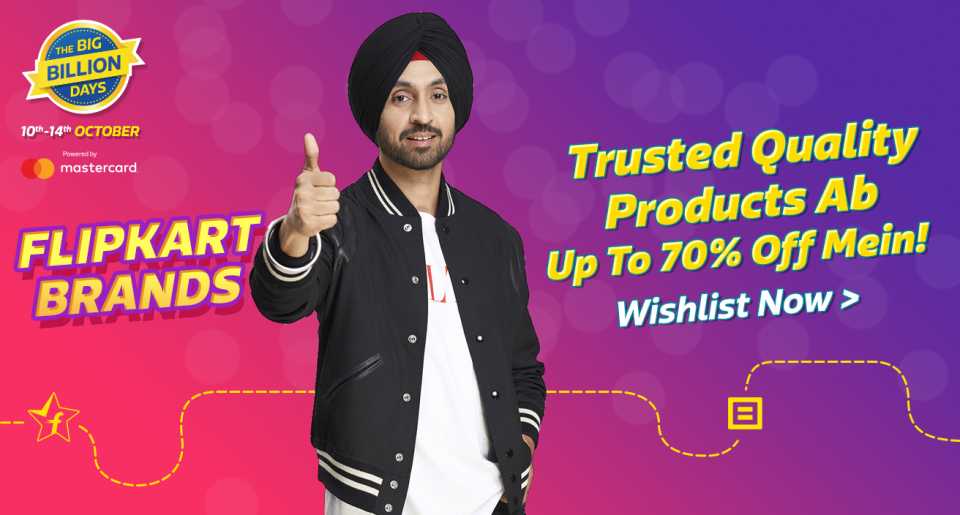 THE BIG
BILLION
DAYS
10th-14th OCTOBER
Powered by
mastercard
FLIPKART
BRANDS
Trusted Quality
Products Ab
Up To 70% Off Mein!
Wishlist Now >
f